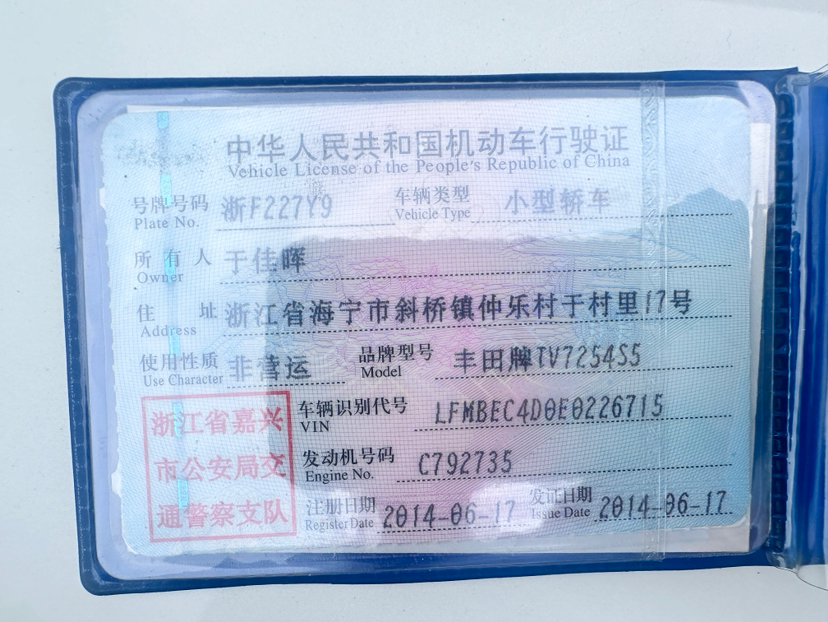 中华人民共和国机动车行驶证
Vehicle License of the People's Republic of China
号牌号码 浙F227Y9 车辆类型 小型轿车
Plate No. Vehicle Type
所有人 于佳晖
Owner
住址 浙江省海宁市斜桥镇仲乐村于村里17号
Address
使用性质 非营运 品牌型号 丰田牌TV7254S5
Use Character Model
浙江省嘉兴
市公安局交
通警察支队
车辆识别代号 LFMBEC4D0E0226715
VIN
发动机号码 C792735
Engine No.
注册日期 2014-06-17 发证日期 2014-06-17
Register Date Issue Date